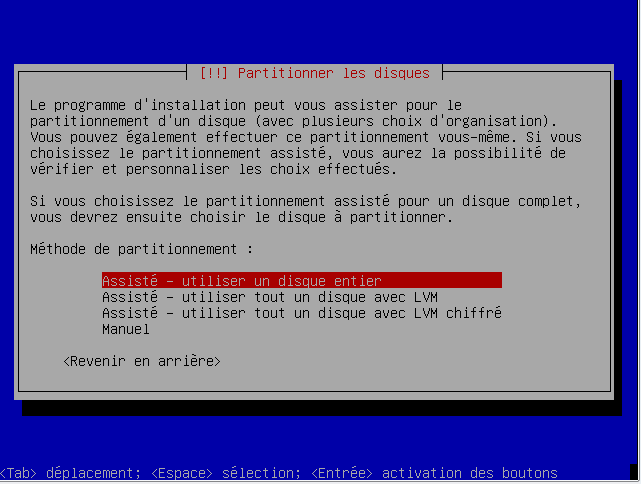 [!!] Partitionner les disques
Le programme d'installation peut vous assister pour le
partitionnement d'un disque (avec plusieurs choix d'organisation).
Vous pouvez également effectuer ce partitionnement vous-même. Si vous
choisissez le partitionnement assisté, vous aurez la possibilité de
vérifier et personnaliser les choix effectués.
Si vous choisissez le partitionnement assisté pour un disque complet,
vous devrez ensuite choisir le disque à partitionner.
Méthode de partitionnement :
Assisté - utiliser un disque entier
Assisté - utiliser tout un disque avec LVM
Assisté - utiliser tout un disque avec LVM chiffré
Manuel
<Revenir en arrière>
<Tab> déplacement; <Espace> sélection; <Entrée> activation des boutons